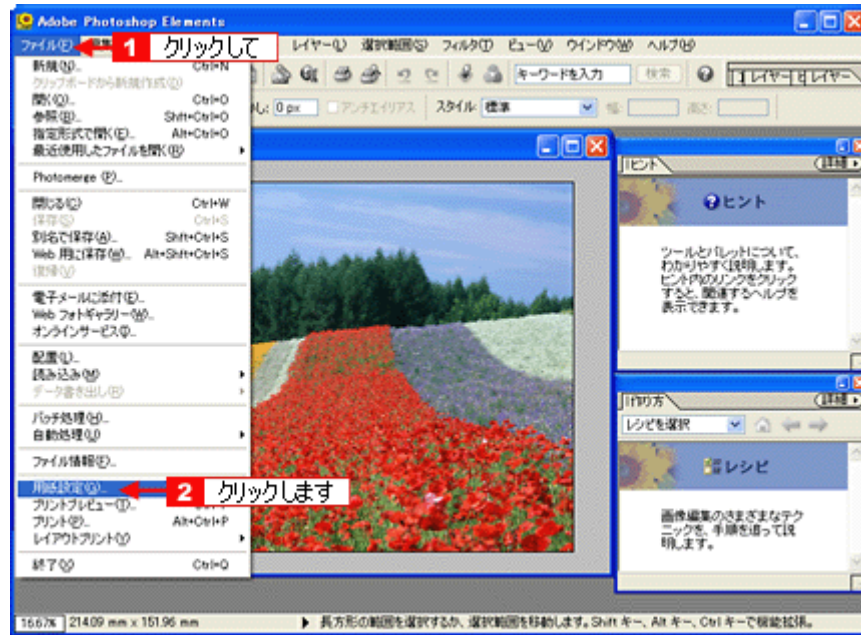 Adobe Photoshop Elements
ファイル(F) 1 クリックして レイヤー(L) 選択範囲(S) フィルタ(T) ビュー(V) ウインドウ(W) ヘルプ(H)
キーワードを入力 検索 レイヤー
0 px アンチエイリアス スタイル: 標準 幅: 高さ:
新規(N)... Ctrl+N
クリップボードから新規作成(D)
開く(O)... Ctrl+O
参照(B)... Shift+Ctrl+O
指定形式で開く(E)... Alt+Ctrl+O
最近使用したファイルを開く(R)
Photomerge (P)...
閉じる(C) Ctrl+W
保存(S) Ctrl+S
別名で保存(A)... Shift+Ctrl+S
Web 用に保存(W)... Alt+Shift+Ctrl+S
復帰(V)
電子メールに添付(E)...
Web フォトギャラリー(W)...
オンラインサービス(I)...
配置(L)...
読み込み(M)
データ書き出し(R)
バッチ処理(H)...
自動処理(U)
ファイル情報(F)...
用紙設定(G)... 2 クリックします
プリントプレビュー(T)...
プリント(P)... Alt+Ctrl+P
レイアウトプリント(Y)
終了(X) Ctrl+Q
ヒント 詳細
ヒント
ツールとパレットについて、
わかりやすく説明します。
ヒント内のリンクをクリック
すると、関連するヘルプを
表示できます。
作り方 詳細
レシピを選択
レシピ
画像編集のさまざまなテク
ニックを、手順を追って説
明します。
16.67% 214.09 mm x 151.96 mm 長方形の範囲を選択するか、選択範囲を移動します。Shift キー、Alt キー、Ctrl キーで機能拡張。